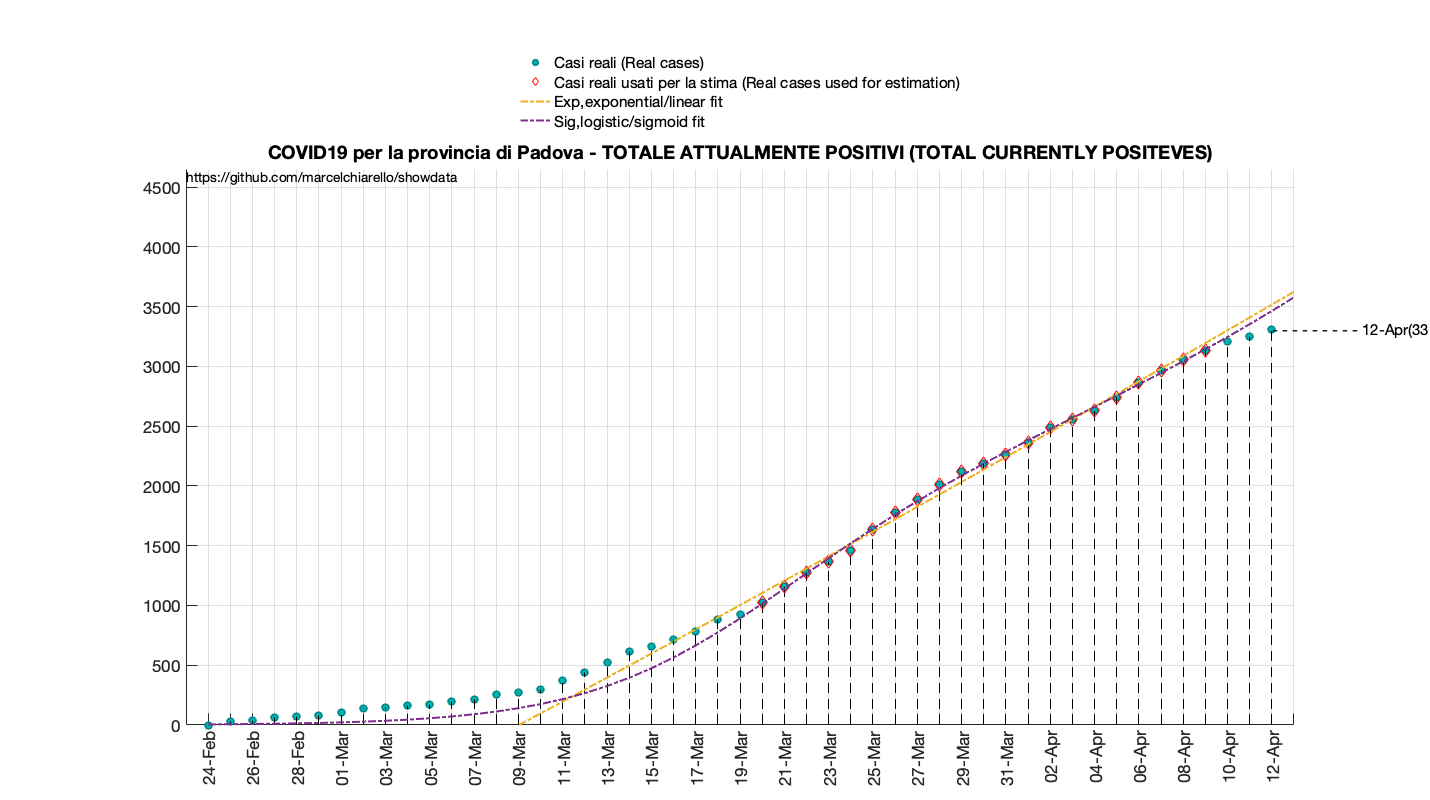 Casi reali (Real cases)
Casi reali usati per la stima (Real cases used for estimation)
Exp,exponential/linear fit
Sig,logistic/sigmoid fit
COVID19 per la provincia di Padova - TOTALE ATTUALMENTE POSITIVI (TOTAL CURRENTLY POSITEVES)
https://github.com/marcelchiarello/showdata
4500
4000
3500
12-Apr(33
3000
2500
2000
1500
1000
500
0
24-Feb
26-Feb
28-Feb
01-Mar
03-Mar
05-Mar
07-Mar
09-Mar
11-Mar
13-Mar
15-Mar
17-Mar
19-Mar
21-Mar
23-Mar
25-Mar
27-Mar
29-Mar
31-Mar
02-Apr
04-Apr
06-Apr
08-Apr
10-Apr
12-Apr